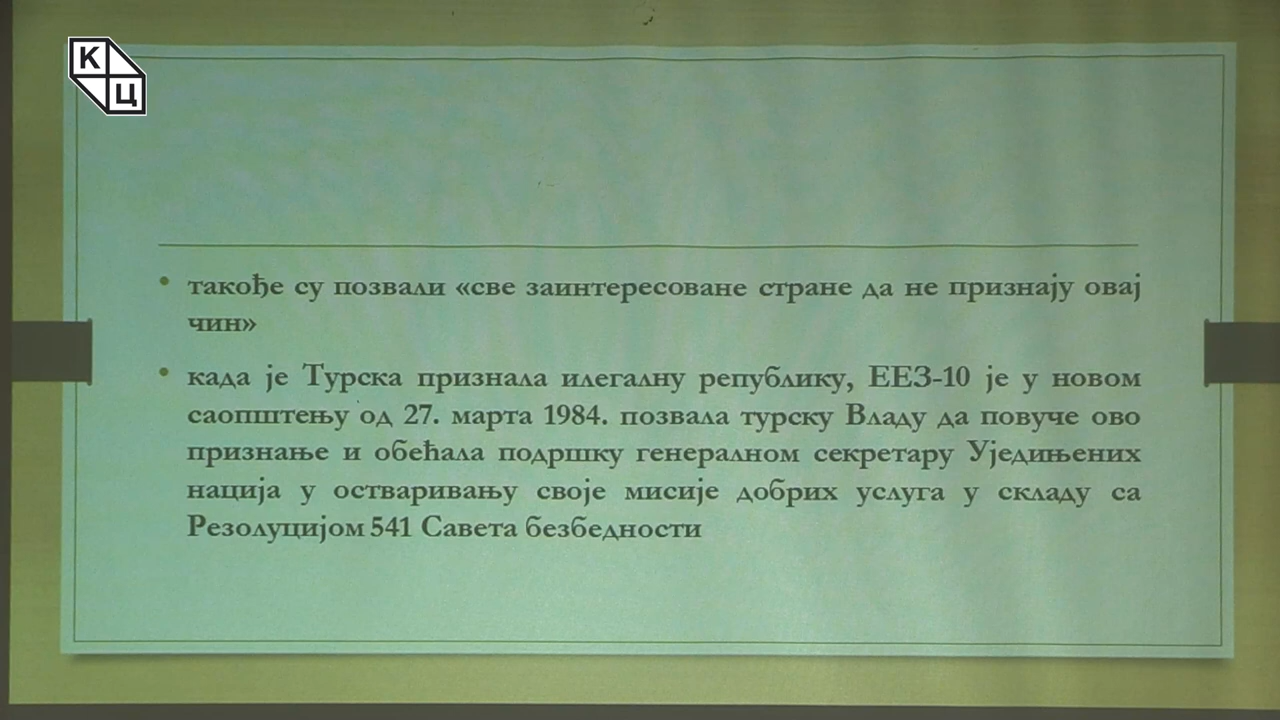 К
Ц
такође су позвали «све заинтересоване стране да не признају овај
чин»
када је Турска признала илегалну републику, ЕЕЗ-10 је у новом
саопштењу од 27. марта 1984. позвала турску Владу да повуче ово
признање и обећала подршку генералном секретару Уједињених
нација у остваривању своје мисије добрих услуга у складу са
Резолуцијом 541 Савета безбедности